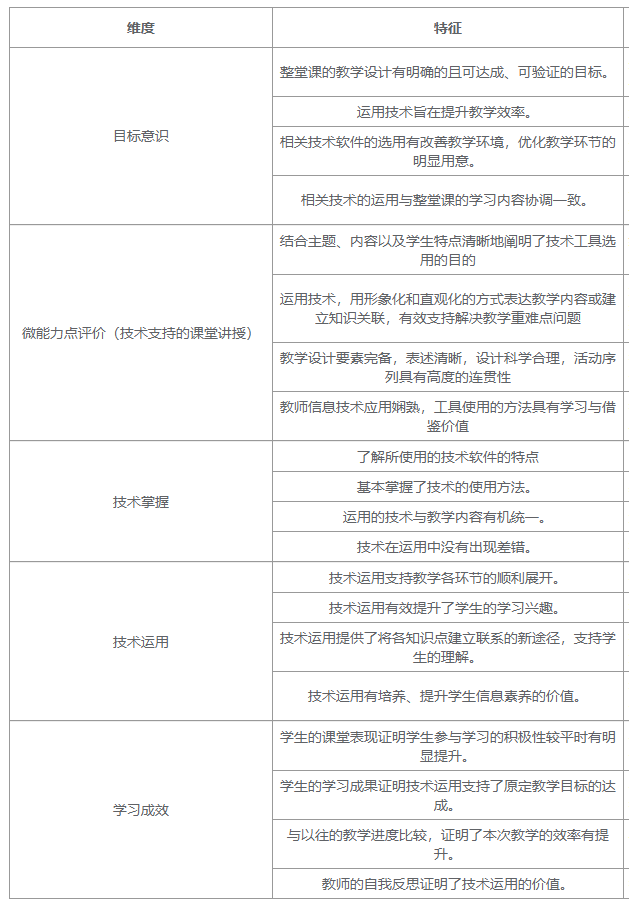 维度
特征
目标意识
整堂课的教学设计有明确的且可达成、可验证的目标。
运用技术旨在提升教学效率。
相关技术软件的选用有改善教学环境，优化教学环节的
明显用意。
相关技术的运用与整堂课的学习内容协调一致。
微能力点评价（技术支持的课堂讲授）
结合主题、内容以及学生特点清晰地阐明了技术工具选
用的目的
运用技术，用形象化和直观化的方式表达教学内容或建
立知识关联，有效支持解决教学重难点问题
教学设计要素完备，表述清晰，设计科学合理，活动序
列具有高度的连贯性
教师信息技术应用娴熟，工具使用的方法具有学习与借
鉴价值
技术掌握
了解所使用的技术软件的特点
基本掌握了技术的使用方法。
运用的技术与教学内容有机统一。
技术在运用中没有出现差错。
技术运用
技术运用支持教学各环节的顺利展开。
技术运用有效提升了学生的学习兴趣。
技术运用提供了将各知识点建立联系的新途径，支持学
生的理解。
技术运用有培养、提升学生信息素养的价值。
学习成效
学生的课堂表现证明学生参与学习的积极性较平时有明
显提升。
学生的学习成果证明技术运用支持了原定教学目标的达
成。
与以往的教学进度比较，证明了本次教学的效率有提
升。
教师的自我反思证明了技术运用的价值。